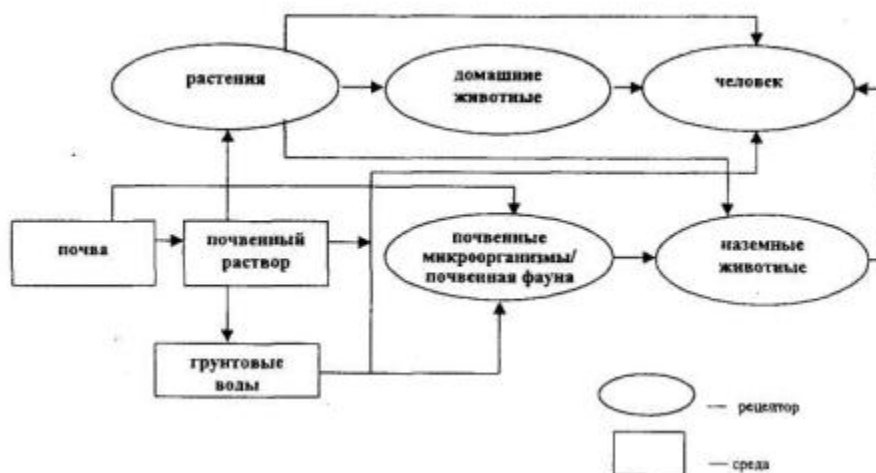 растения
домашние
животные
человек
почва
почвенный
раствор
почвенные
микроорганизмы/
почвенная фауна
наземные
животные
грунтовые
воды
— рецептор
— среда